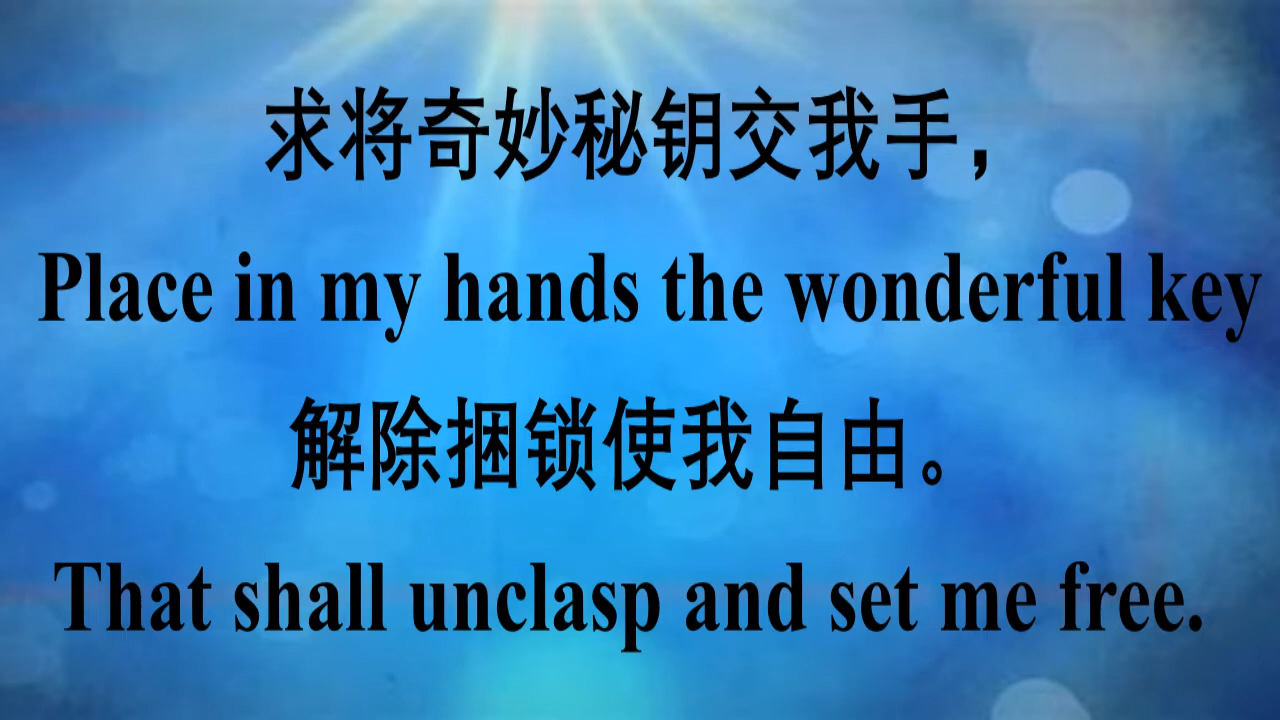 求将奇妙秘钥交我手，
Place in my hands the wonderful key
解除捆锁使我自由。
That shall unclasp and set me free.